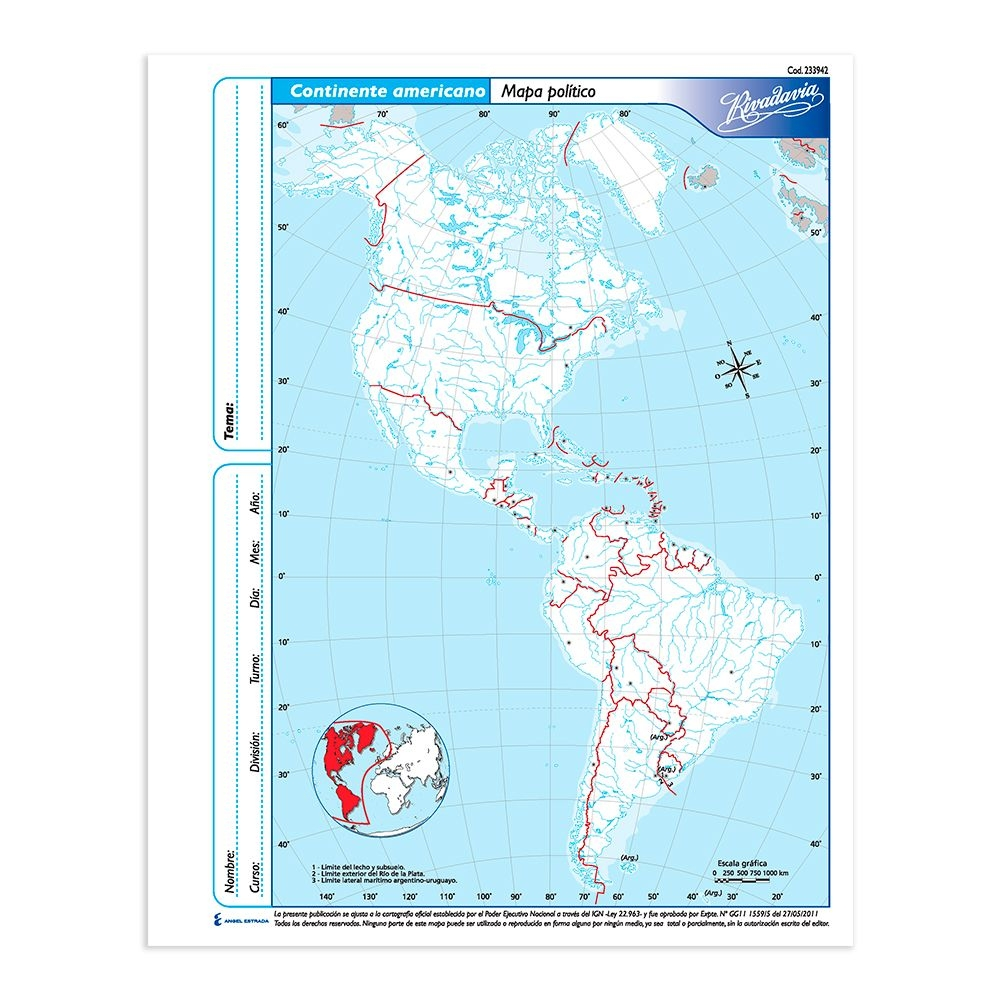 Cod. 233942
Continente americano
Mapa político
Rivadavia
60°
70°
80°
90°
80°
50°
50°
40°
40°
30°
30°
20°
20°
10°
10°
0°
0°
10°
10°
20°
20°
30°
30°
40°
40°
N
NE
E
SE
S
SO
O
NO
Tema:
Nombre:
Curso:
División:
Turno:
Día:
Mes:
Año:
(Arg.)
(Arg.)
(Arg.)
(Arg.)
1 - Límite del lecho y subsuelo.
2 - Límite exterior del Río de la Plata.
3 - Límite lateral marítimo argentino-uruguayo.
Escala gráfica
0 250 500 750 1000 km
140° 130° 120° 110° 100° 90° 80° 70° 60° 50° 40° 30° 20°
ANGEL ESTRADA
La presente publicación se ajusta a la cartografía oficial establecida por el Poder Ejecutivo Nacional a través del IGN -Ley 22.963- y fue aprobada por Expte. N° GG11 1559/5 del 27/05/2011
Todos los derechos reservados. Ninguna parte de este mapa puede ser utilizada o reproducida en forma alguna por ningún medio, ya sea total o parcialmente, sin la autorización escrita del editor.